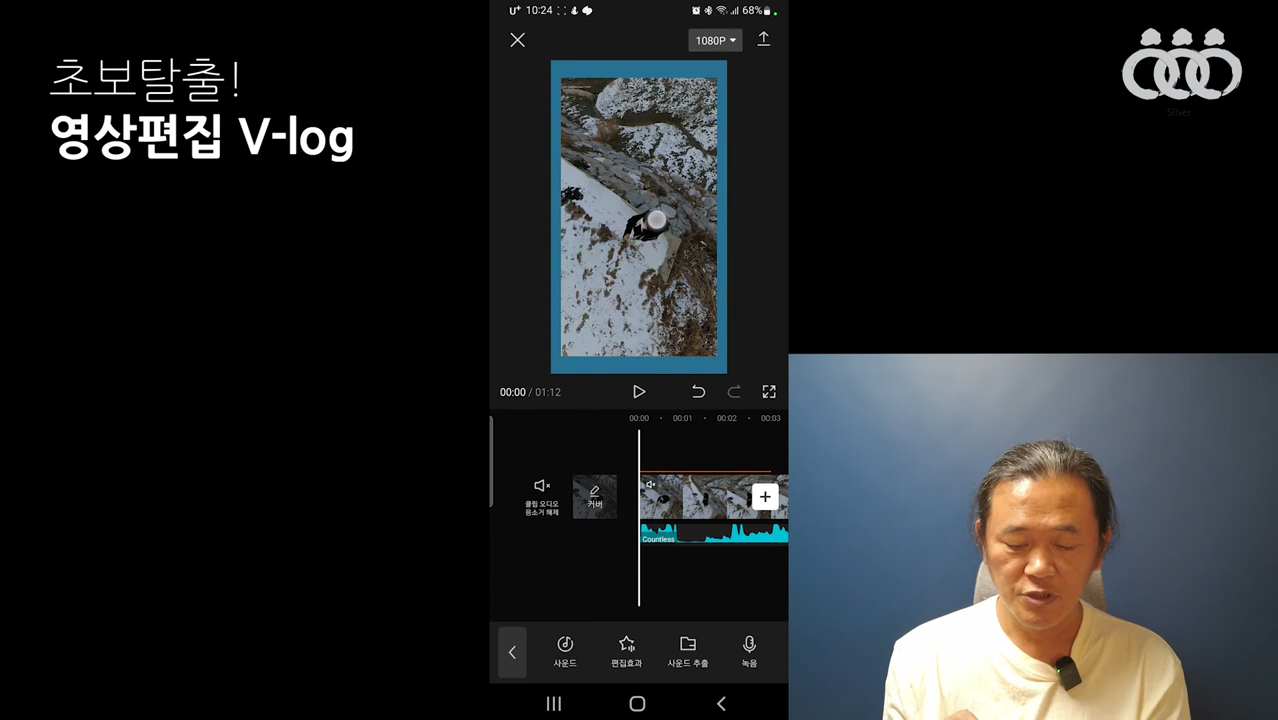 초보탈출!
영상편집 V-log
Silver
U+ 10:24
68%
1080P
00:00 / 01:12
00:00 00:01 00:02 00:03
클립 오디오
음소거 해제
커버
Countless
사운드
편집효과
사운드 추출
녹음